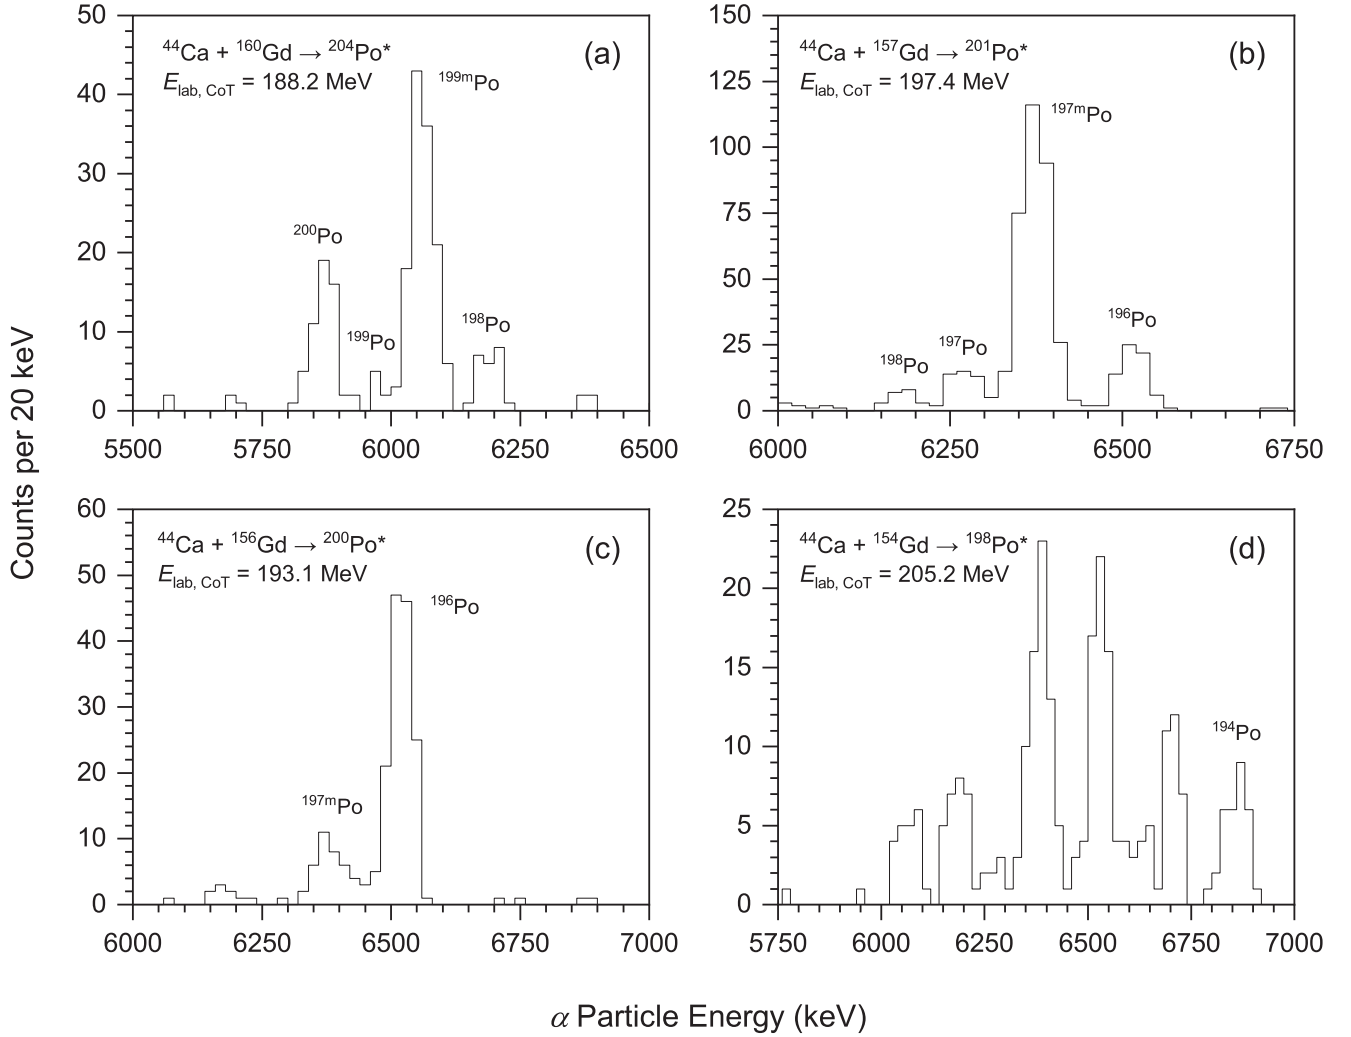 Counts per 20 keV
50
40
30
20
10
0
⁴⁴Ca + ¹⁶⁰Gd → ²⁰⁴Po*
E_lab, CoT = 188.2 MeV
(a)
¹⁹⁹ᵐPo
²⁰⁰Po
¹⁹⁹Po
¹⁹⁸Po
5500 5750 6000 6250 6500
150
125
100
75
50
25
0
⁴⁴Ca + ¹⁵⁷Gd → ²⁰¹Po*
E_lab, CoT = 197.4 MeV
(b)
¹⁹⁷ᵐPo
¹⁹⁶Po
¹⁹⁷Po
¹⁹⁸Po
6000 6250 6500 6750
60
50
40
30
20
10
0
⁴⁴Ca + ¹⁵⁶Gd → ²⁰⁰Po*
E_lab, CoT = 193.1 MeV
(c)
¹⁹⁶Po
¹⁹⁷ᵐPo
6000 6250 6500 6750 7000
25
20
15
10
5
0
⁴⁴Ca + ¹⁵⁴Gd → ¹⁹⁸Po*
E_lab, CoT = 205.2 MeV
(d)
¹⁹⁴Po
5750 6000 6250 6500 6750 7000
α Particle Energy (keV)